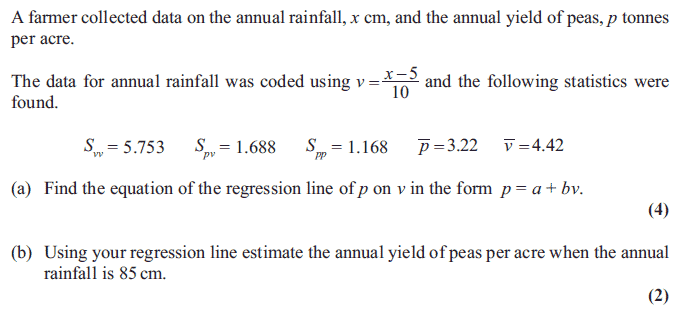 A farmer collected data on the annual rainfall, x cm, and the annual yield of peas, p tonnes
per acre.
The data for annual rainfall was coded using v = \frac{x-5}{10} and the following statistics were
found.
S_{vv} = 5.753 S_{pv} = 1.688 S_{pp} = 1.168 \overline{p} = 3.22 \overline{v} = 4.42
(a) Find the equation of the regression line of p on v in the form p = a + bv.
(4)
(b) Using your regression line estimate the annual yield of peas per acre when the annual
rainfall is 85 cm.
(2)